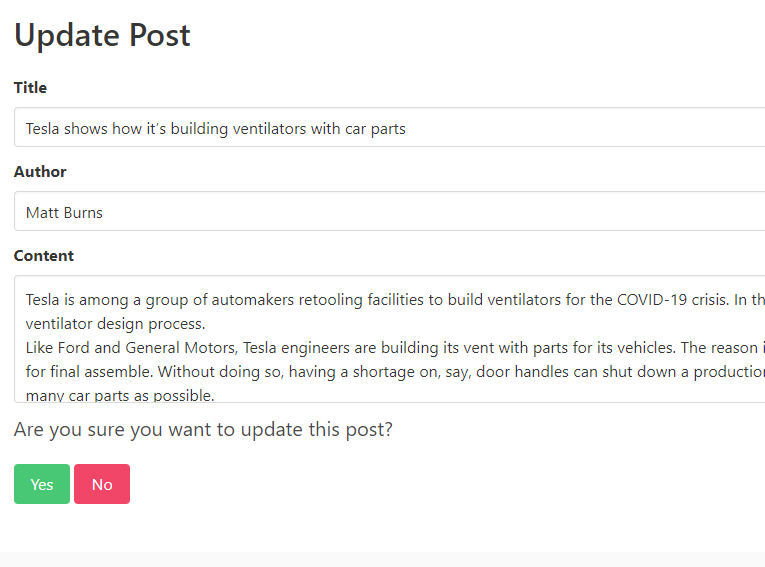 Update Post
Title
Tesla shows how it’s building ventilators with car parts
Author
Matt Burns
Content
Tesla is among a group of automakers retooling facilities to build ventilators for the COVID-19 crisis. In th
ventilator design process.
Like Ford and General Motors, Tesla engineers are building its vent with parts for its vehicles. The reason i
for final assemble. Without doing so, having a shortage on, say, door handles can shut down a production
many car parts as possible.
Are you sure you want to update this post?
Yes No